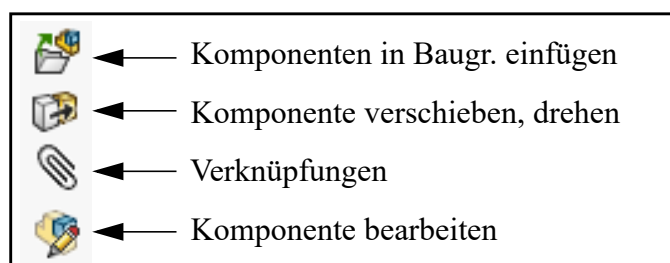 Komponenten in Baugr. einfügen
Komponente verschieben, drehen
Verknüpfungen
Komponente bearbeiten